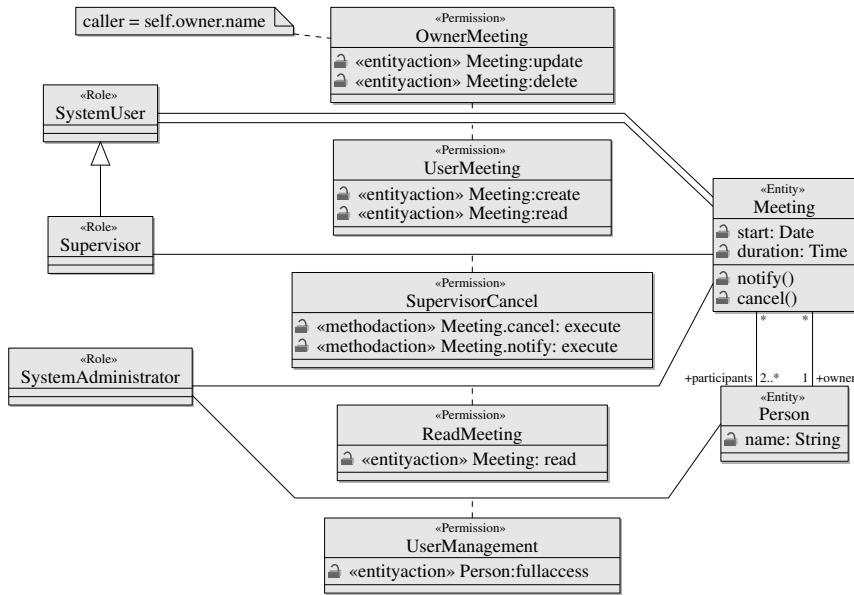 caller = self.owner.name
«Permission»
OwnerMeeting
«entityaction» Meeting:update
«entityaction» Meeting:delete
«Role»
SystemUser
«Permission»
UserMeeting
«entityaction» Meeting:create
«entityaction» Meeting:read
«Entity»
Meeting
start: Date
duration: Time
notify()
cancel()
«Role»
Supervisor
«Permission»
SupervisorCancel
«methodaction» Meeting.cancel: execute
«methodaction» Meeting.notify: execute
* *
«Role»
SystemAdministrator
+participants 2..* 1 +owner
«Entity»
Person
name: String
«Permission»
ReadMeeting
«entityaction» Meeting: read
«Permission»
UserManagement
«entityaction» Person:fullaccess